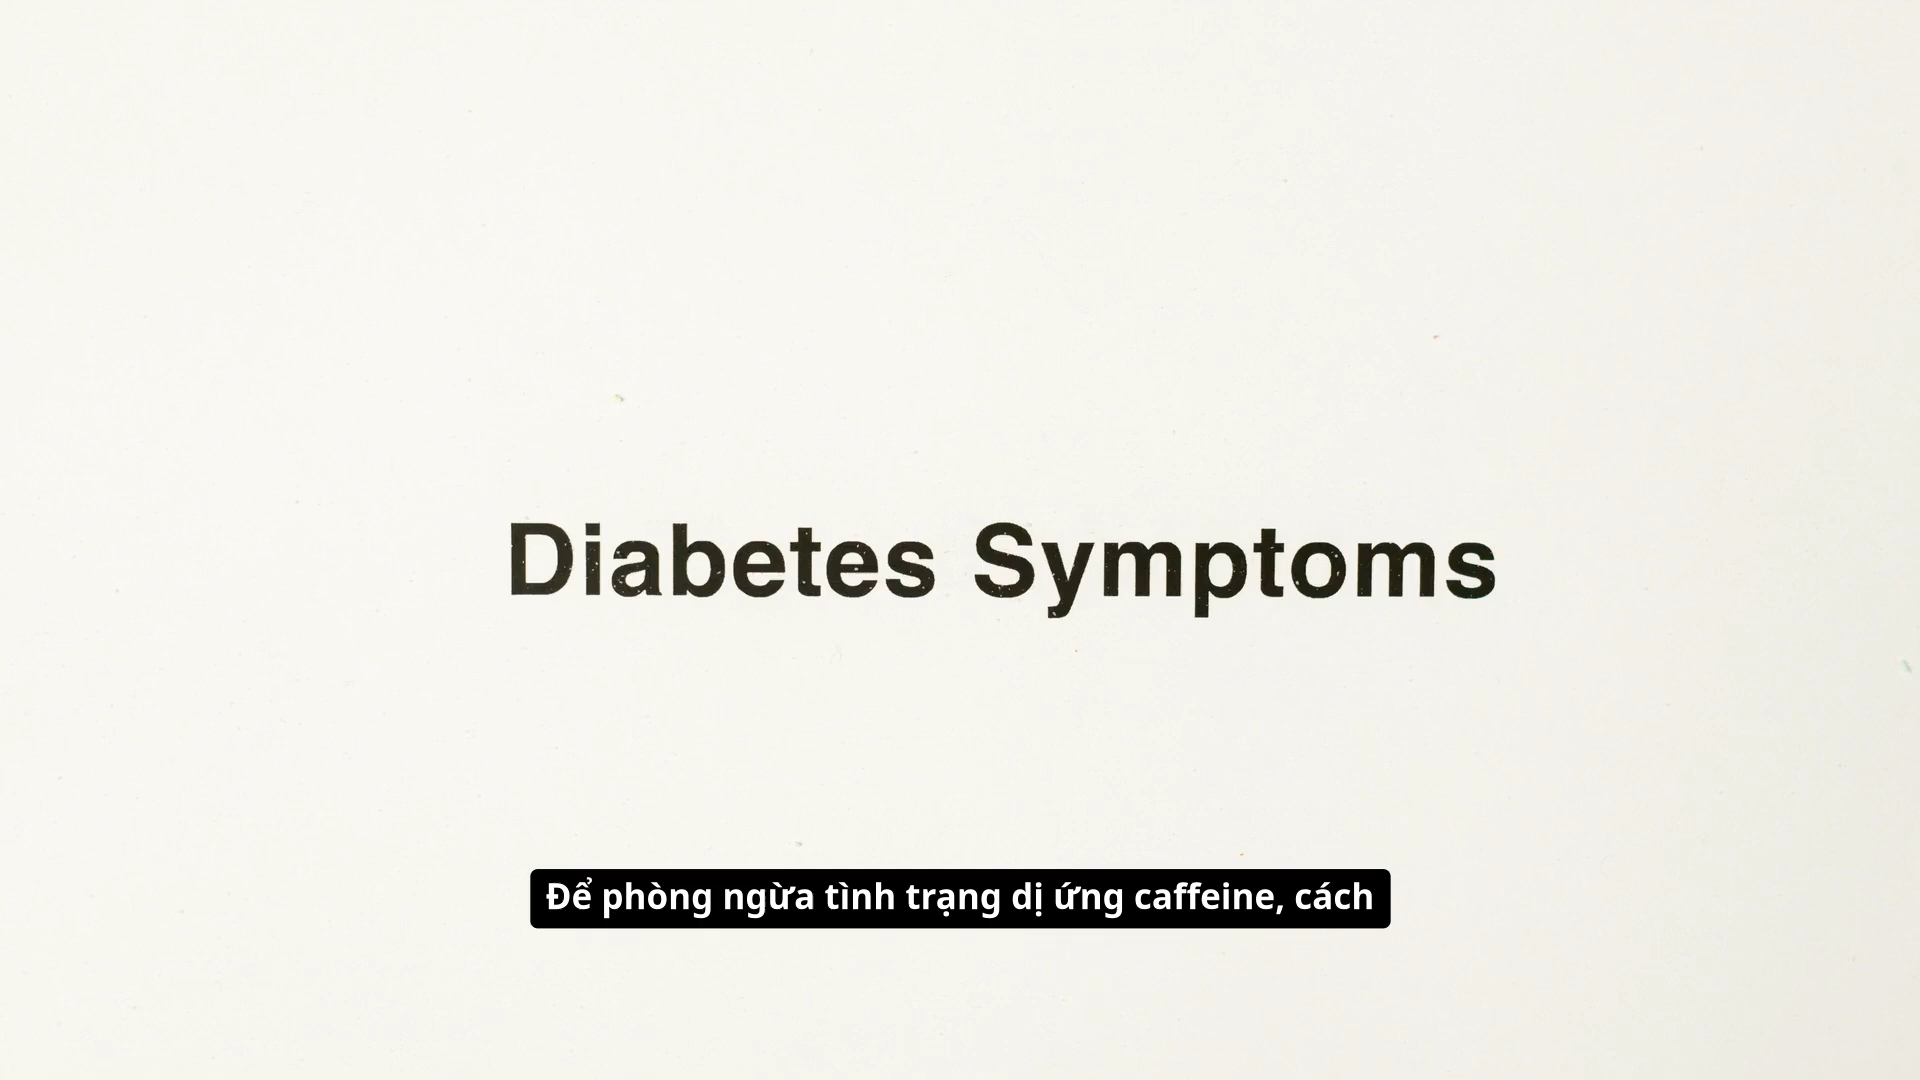 Diabetes Symptoms
Để phòng ngừa tình trạng dị ứng caffeine, cách